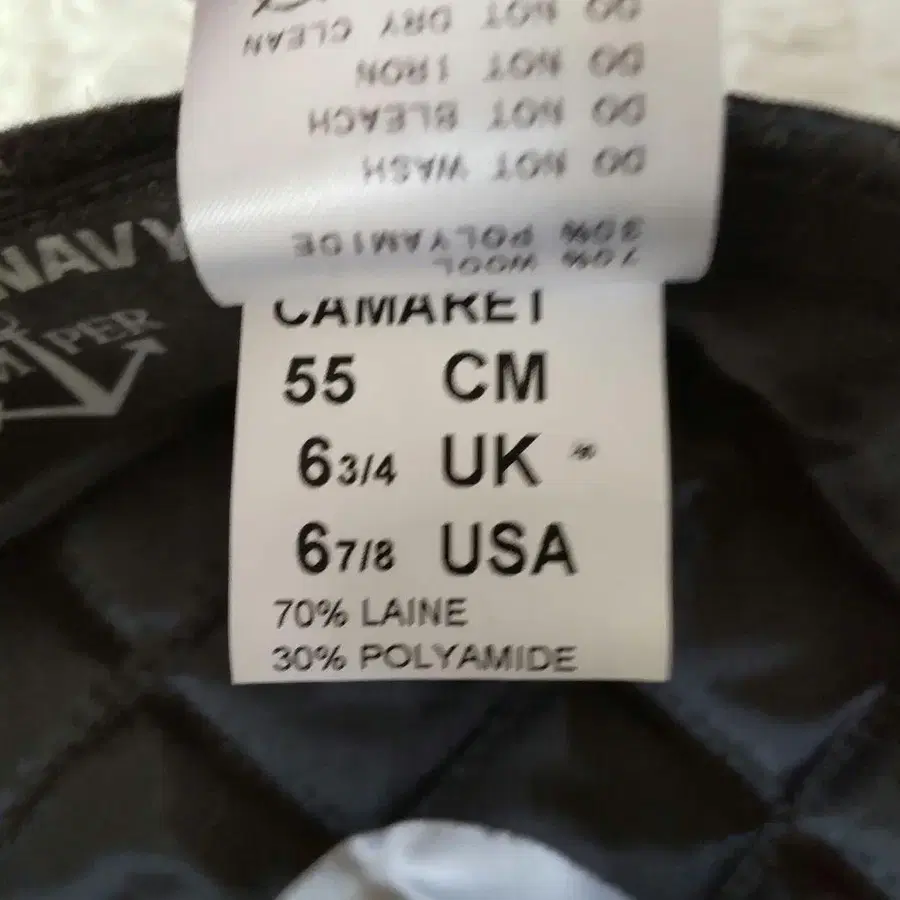 DO NOT DRY CLEAN
DO NOT IRON
DO NOT BLEACH
DO NOT WASH
30% POLYAMIDE
70% WOOL
NAVY
PER
CAMARET
55 CM
6 3/4 UK
6 7/8 USA
70% LAINE
30% POLYAMIDE